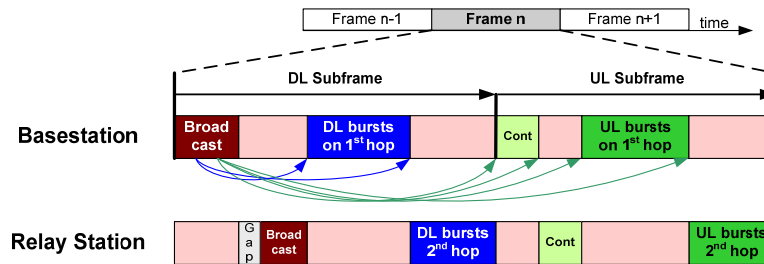 Frame n-1 Frame n Frame n+1 time
DL Subframe UL Subframe
Basestation
Broad
cast
DL bursts
on 1st hop
Cont
UL bursts
on 1st hop
Relay Station
G
a
p
Broad
cast
DL bursts
2nd hop
Cont
UL bursts
2nd hop